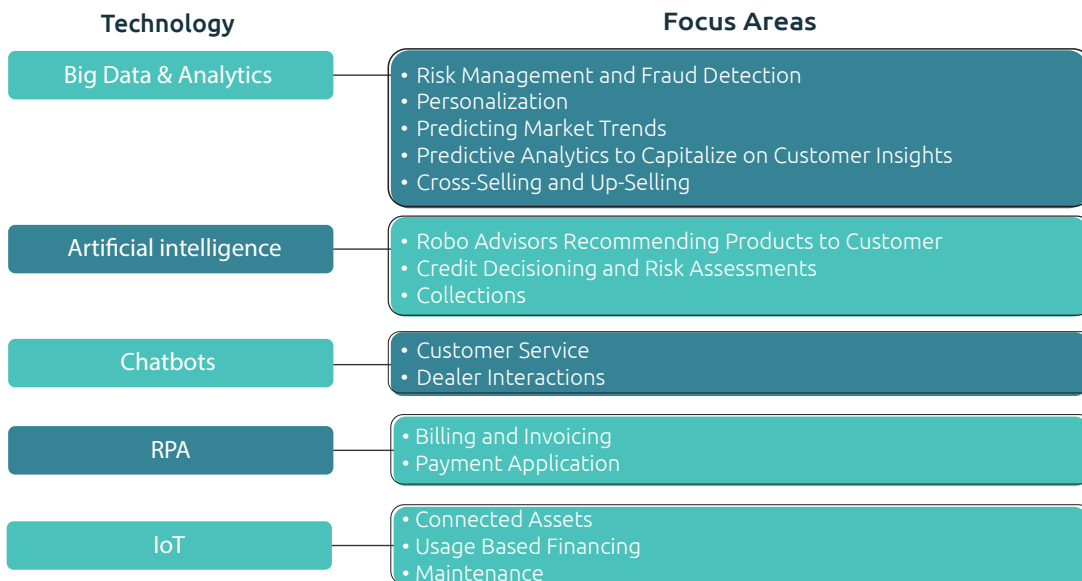 Technology
Focus Areas
Big Data & Analytics
• Risk Management and Fraud Detection
• Personalization
• Predicting Market Trends
• Predictive Analytics to Capitalize on Customer Insights
• Cross-Selling and Up-Selling
Artificial intelligence
• Robo Advisors Recommending Products to Customer
• Credit Decisioning and Risk Assessments
• Collections
Chatbots
• Customer Service
• Dealer Interactions
RPA
• Billing and Invoicing
• Payment Application
IoT
• Connected Assets
• Usage Based Financing
• Maintenance